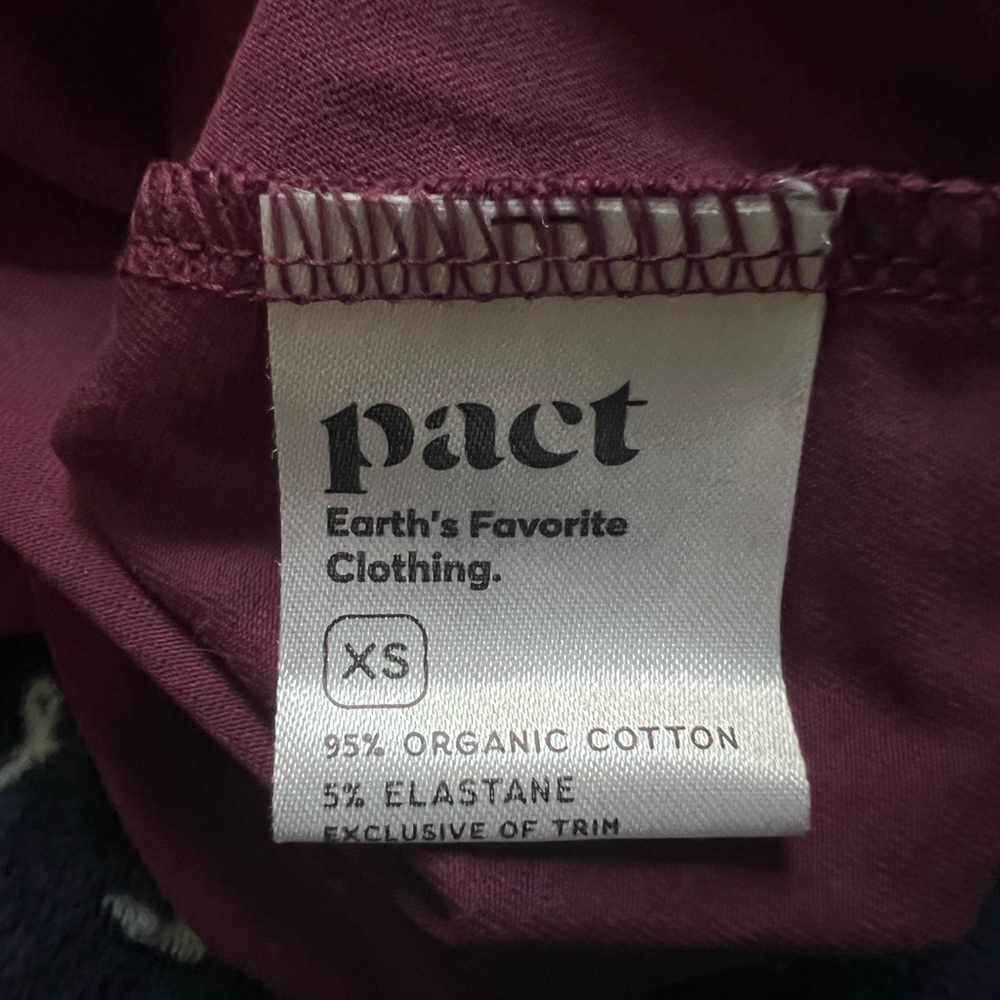 pact
Earth's Favorite
Clothing.
XS
95% ORGANIC COTTON
5% ELASTANE
EXCLUSIVE OF TRIM